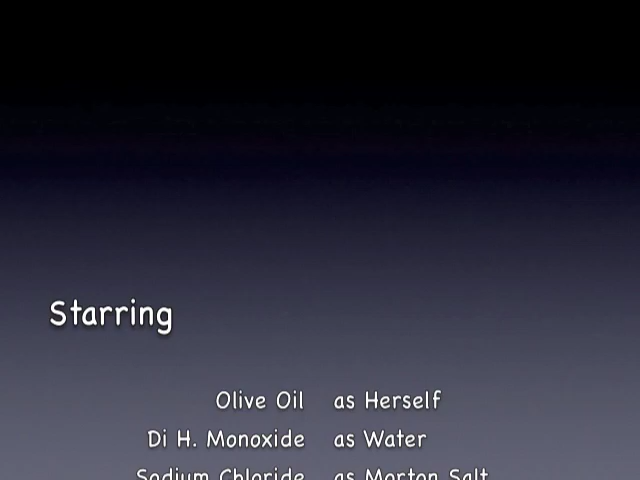 Starring
Olive Oil as Herself
Di H. Monoxide as Water
Sodium Chloride as Morton Salt